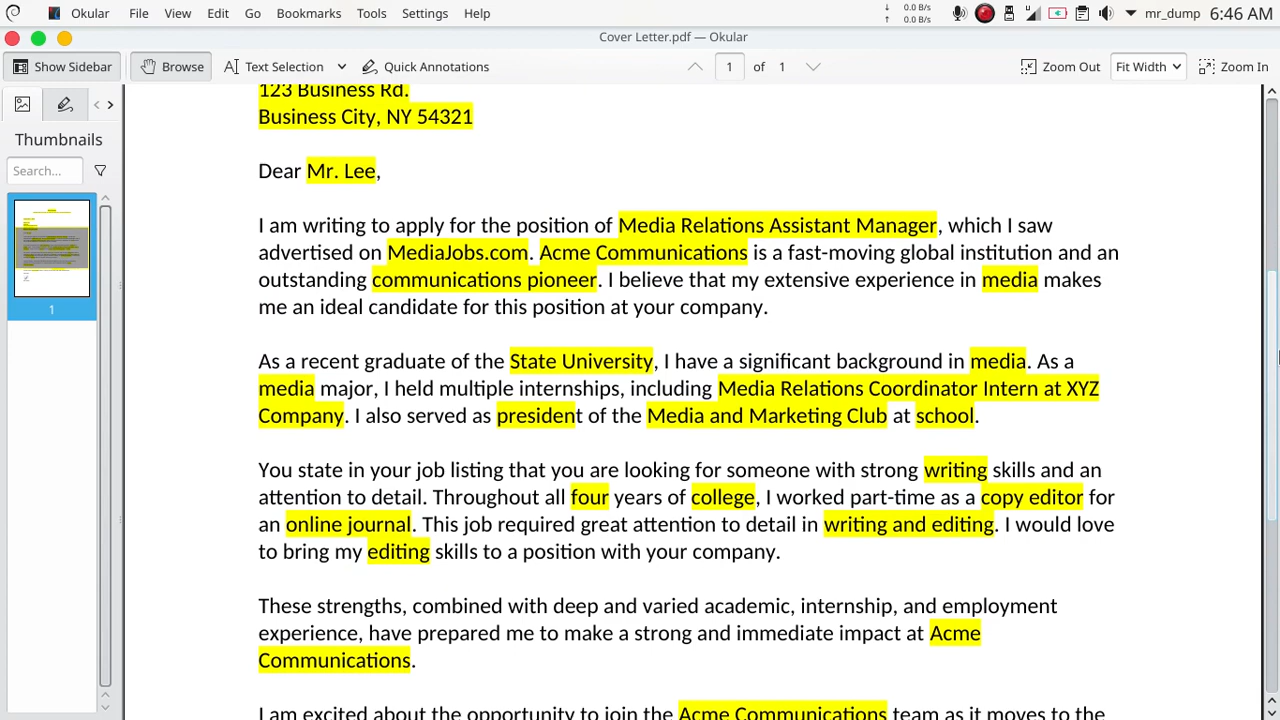 Okular File View Edit Go Bookmarks Tools Settings Help 0.0 B/s 0.0 B/s mr_dump 6:46 AM
Cover Letter.pdf — Okular
Show Sidebar Browse Text Selection Quick Annotations 1 of 1 Zoom Out Fit Width Zoom In
Thumbnails
Search...
1
123 Business Rd.
Business City, NY 54321
Dear Mr. Lee,
I am writing to apply for the position of Media Relations Assistant Manager, which I saw
advertised on MediaJobs.com. Acme Communications is a fast-moving global institution and an
outstanding communications pioneer. I believe that my extensive experience in media makes
me an ideal candidate for this position at your company.
As a recent graduate of the State University, I have a significant background in media. As a
media major, I held multiple internships, including Media Relations Coordinator Intern at XYZ
Company. I also served as president of the Media and Marketing Club at school.
You state in your job listing that you are looking for someone with strong writing skills and an
attention to detail. Throughout all four years of college, I worked part-time as a copy editor for
an online journal. This job required great attention to detail in writing and editing. I would love
to bring my editing skills to a position with your company.
These strengths, combined with deep and varied academic, internship, and employment
experience, have prepared me to make a strong and immediate impact at Acme
Communications.
I am excited about the opportunity to join the Acme Communications team as it moves to the